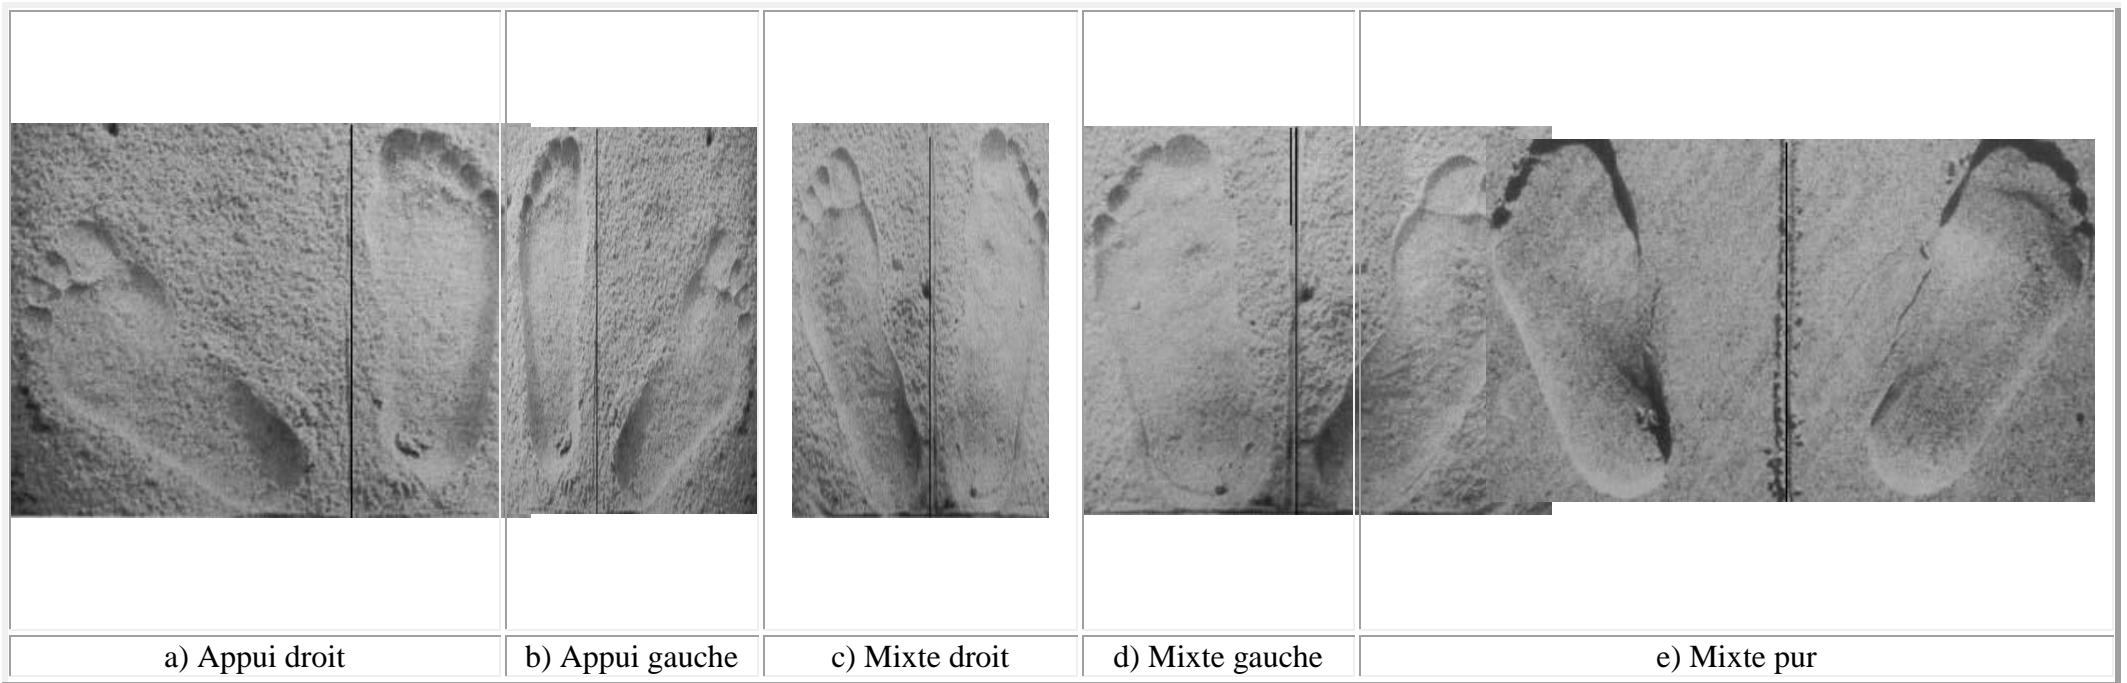 a) Appui droit
b) Appui gauche
c) Mixte droit
d) Mixte gauche
e) Mixte pur